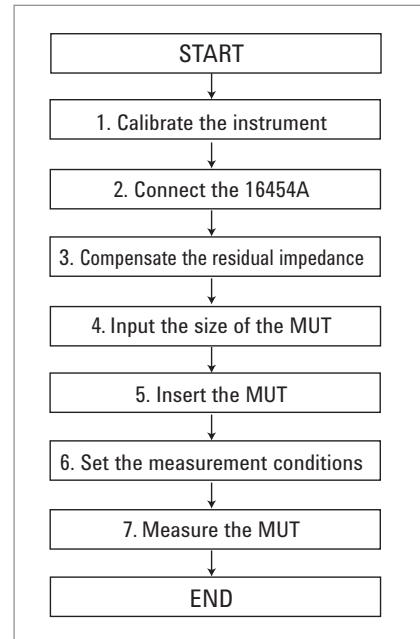 START
1. Calibrate the instrument
2. Connect the 16454A
3. Compensate the residual impedance
4. Input the size of the MUT
5. Insert the MUT
6. Set the measurement conditions
7. Measure the MUT
END